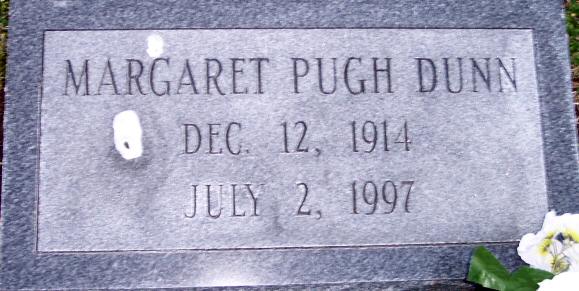 MARGARET PUGH DUNN
DEC. 12, 1914
JULY 2, 1997